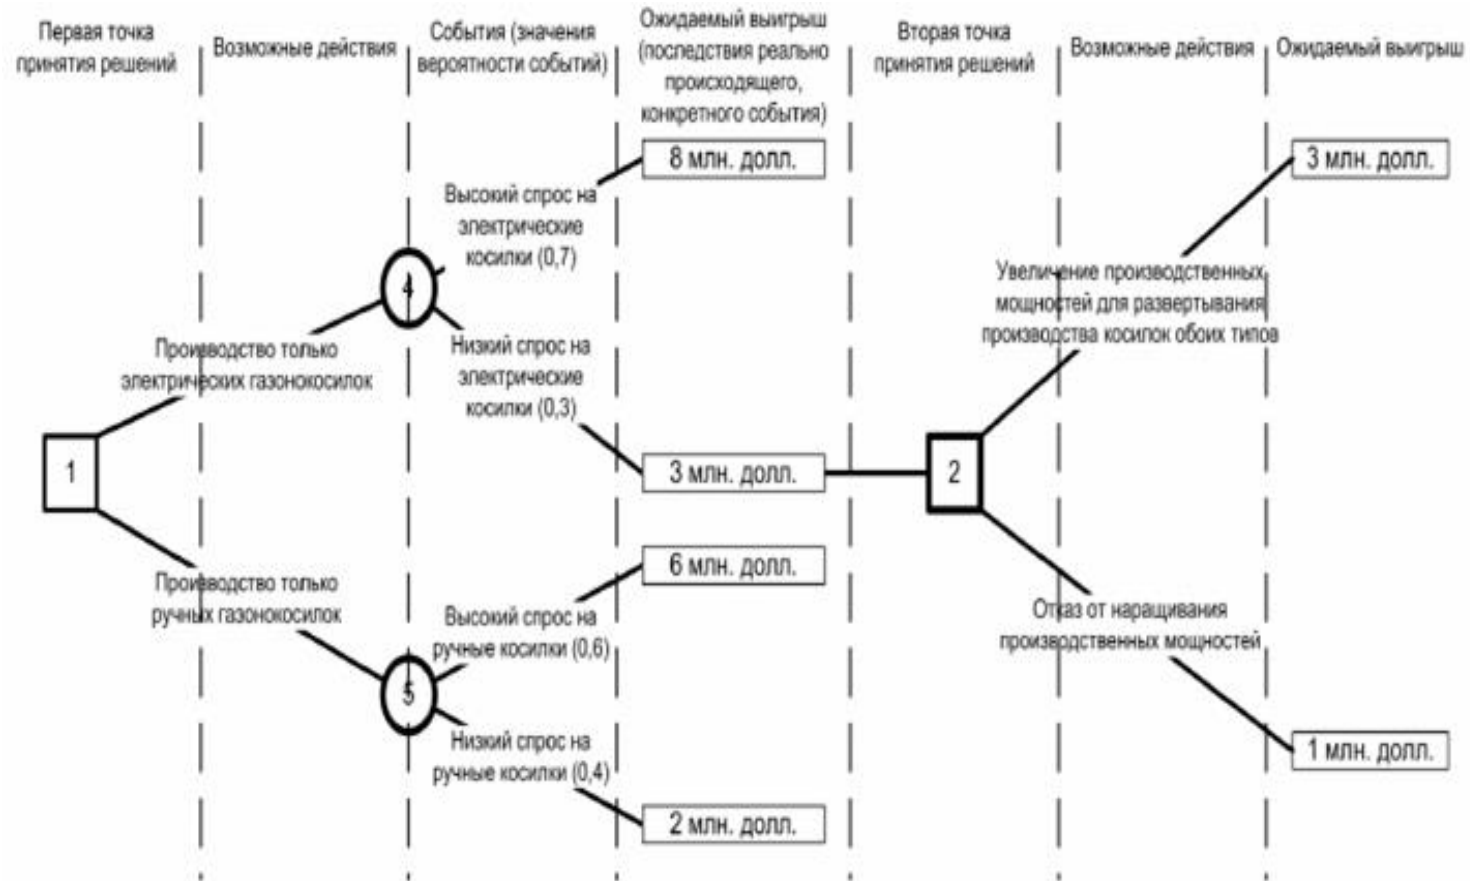 Первая точка
принятия решений
Возможные действия
События (значения
вероятности событий)
Ожидаемый выигрыш
(последствия реально
происходящего,
конкретного события)
Вторая точка
принятия решений
Возможные действия
Ожидаемый выигрыш
8 млн. долл.
3 млн. долл.
Высокий спрос на
электрические
косилки (0,7)
4
Увеличение производственных
мощностей для развертывания
производства косилок обоих типов
Производство только
электрических газонокосилок
Низкий спрос на
электрические
косилки (0,3)
1
3 млн. долл.
2
6 млн. долл.
Производство только
ручных газонокосилок
Высокий спрос на
ручные косилки (0,6)
Отказ от наращивания
производственных мощностей
5
Низкий спрос на
ручные косилки (0,4)
1 млн. долл.
2 млн. долл.